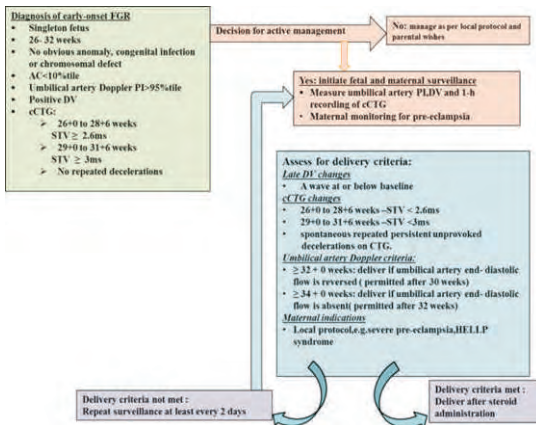 Diagnosis of early-onset FGR
• Singleton fetus
• 26- 32 weeks
• No obvious anomaly, congenital infection
or chromosomal defect
• AC<10%tile
• Umbilical artery Doppler PI>95%tile
• Positive DV
• cCTG:
➢ 26+0 to 28+6 weeks
STV ≥ 2.6ms
➢ 29+0 to 31+6 weeks
STV ≥ 3ms
➢ No repeated decelerations
Decision for active management
No: manage as per local protocol and
parental wishes
Yes: initiate fetal and maternal surveillance
• Measure umbilical artery PI,DV and 1-h
recording of cCTG
• Maternal monitoring for pre-eclampsia
Assess for delivery criteria:
Late DV changes
• A wave at or below baseline
cCTG changes
• 26+0 to 28+6 weeks –STV < 2.6ms
• 29+0 to 31+6 weeks –STV <3ms
• spontaneous repeated persistent unprovoked
decelerations on CTG.
Umbilical artery Doppler criteria:
• ≥ 32 + 0 weeks: deliver if umbilical artery end- diastolic
flow is reversed ( permitted after 30 weeks)
• ≥ 34 + 0 weeks: deliver if umbilical artery end- diastolic
flow is absent( permitted after 32 weeks)
Maternal indications
• Local protocol,e.g.severe pre-eclampsia,HELLP
syndrome
Delivery criteria not met :
Repeat surveillance at least every 2 days
Delivery criteria met :
Deliver after steroid
administration